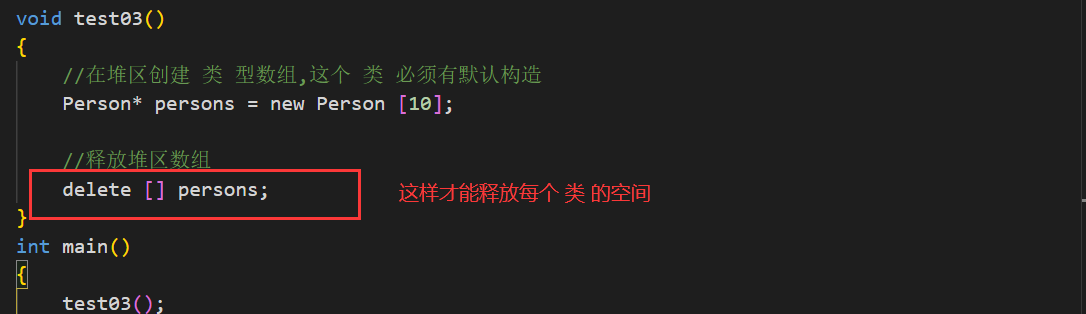 void test03()
{
//在堆区创建 类 型数组,这个 类 必须有默认构造
Person* persons = new Person [10];
//释放堆区数组
delete [] persons;
这样才能释放每个 类 的空间
}
int main()
{
test03();